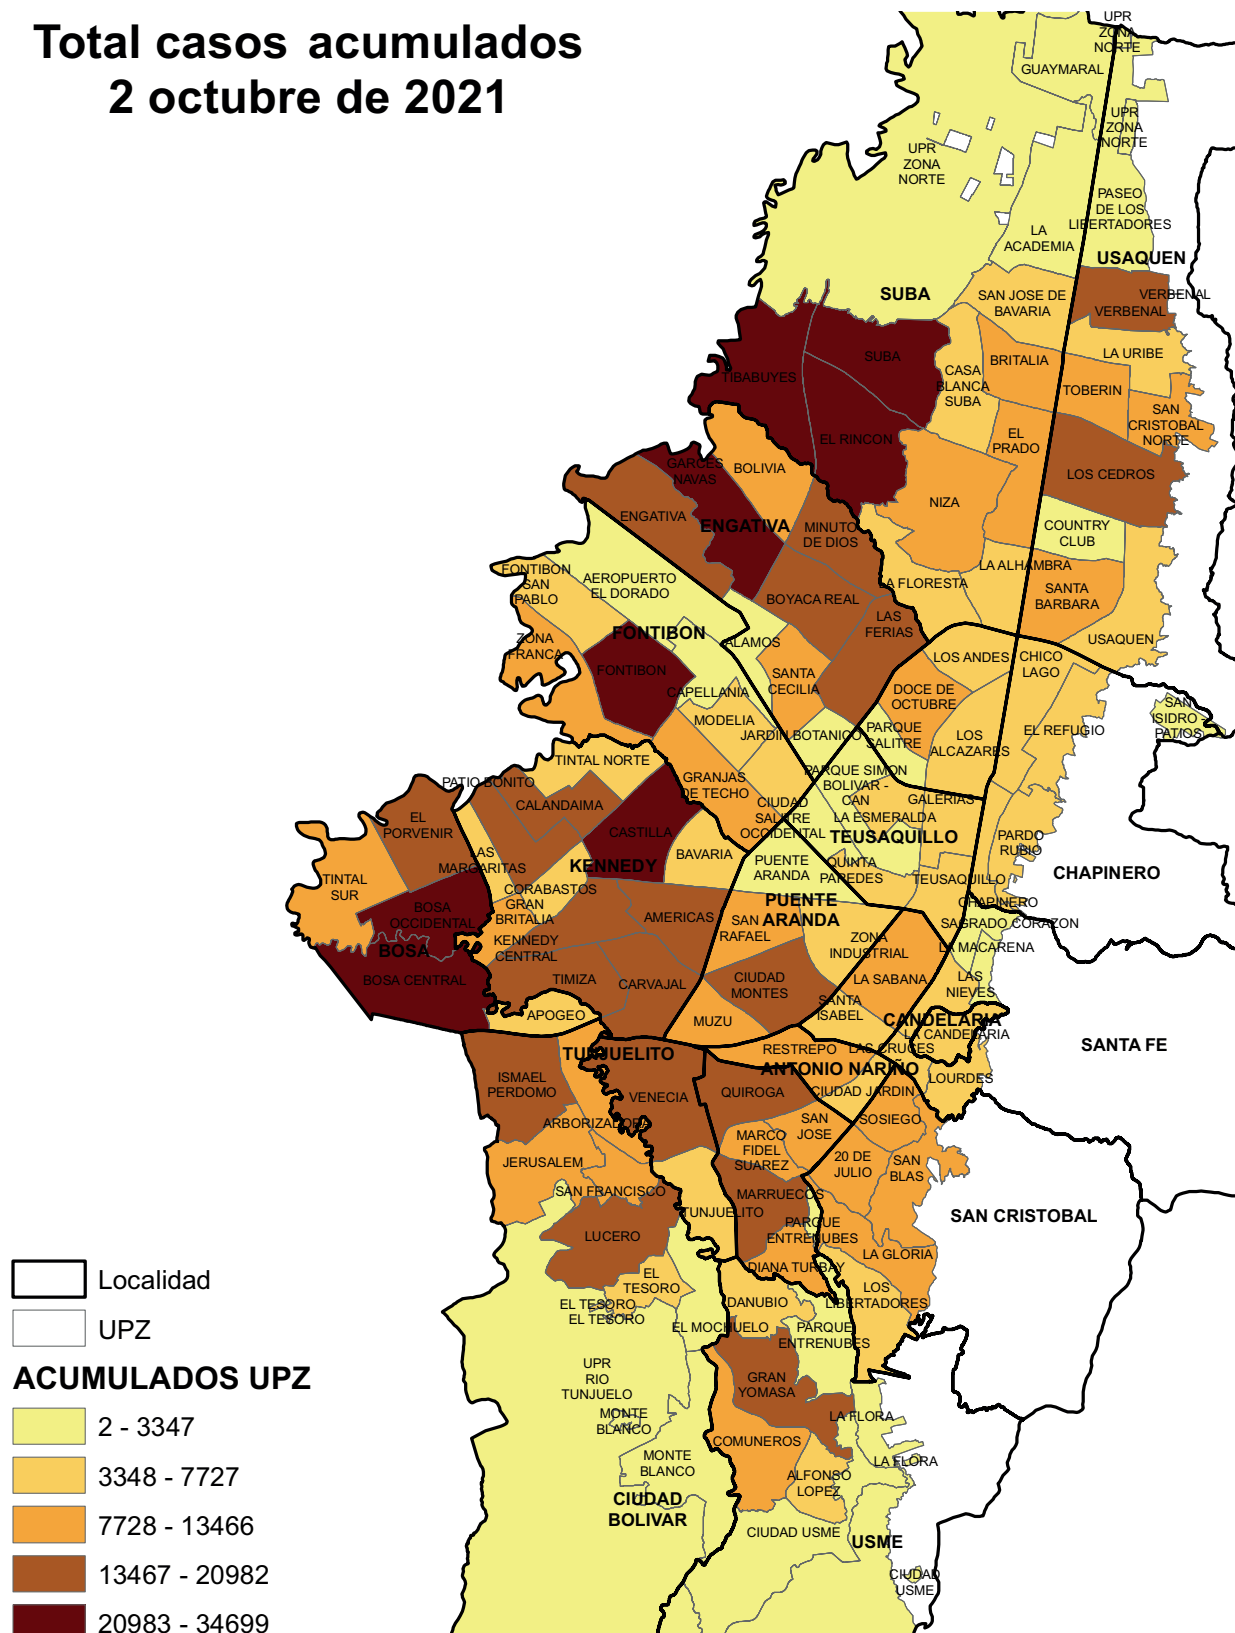 Total casos acumulados
2 octubre de 2021
UPR
ZONA
NORTE
GUAYMARAL
UPR
ZONA
NORTE
UPR
ZONA
NORTE
PASEO
DE LOS
LIBERTADORES
LA
ACADEMIA
USAQUEN
SUBA
SAN JOSE DE
BAVARIA
VERBENAL
VERBENAL
SUBA
BRITALIA
LA URIBE
TIBABUYES
CASA
BLANCA
SUBA
TOBERIN
SAN
CRISTOBAL
NORTE
EL RINCON
EL
PRADO
GARCES
NAVAS
BOLIVIA
LOS CEDROS
NIZA
ENGATIVA
ENGATIVA
MINUTO
DE DIOS
COUNTRY
CLUB
LA ALHAMBRA
FONTIBON
SAN
PABLO
AEROPUERTO
EL DORADO
LA FLORESTA
BOYACA REAL
SANTA
BARBARA
LAS
FERIAS
USAQUEN
FONTIBON
ZONA
FRANCA
ALAMOS
LOS ANDES
CHICO
LAGO
FONTIBON
SANTA
CECILIA
CAPELLANIA
DOCE DE
OCTUBRE
SAN
ISIDRO -
PATIOS
MODELIA
JARDIN BOTANICO
PARQUE
SALITRE
LOS
ALCAZARES
EL REFUGIO
TINTAL NORTE
PATIO BONITO
GRANJAS
DE TECHO
PARQUE SIMON
BOLIVAR -
CAN
CALANDAIMA
CIUDAD
SALITRE
OCCIDENTAL
GALERIAS
LA ESMERALDA
EL
PORVENIR
CASTILLA
TEUSAQUILLO
PARDO
RUBIO
LAS
MARGARITAS
KENNEDY
BAVARIA
PUENTE
ARANDA
QUINTA
PAREDES
CHAPINERO
TINTAL
SUR
CORABASTOS
TEUSAQUILLO
GRAN
BRITALIA
BOSA
OCCIDENTAL
AMERICAS
PUENTE
ARANDA
CHAPINERO
SAN
RAFAEL
SAGRADO CORAZON
BOSA
KENNEDY
CENTRAL
ZONA
INDUSTRIAL
LA MACARENA
BOSA CENTRAL
TIMIZA
CARVAJAL
CIUDAD
MONTES
LA SABANA
LAS
NIEVES
APOGEO
MUZU
SANTA
ISABEL
CANDELARIA
LA CANDELARIA
SANTA FE
TUNJUELITO
RESTREPO
LAS CRUCES
ANTONIO NARIÑO
ISMAEL
PERDOMO
VENECIA
QUIROGA
CIUDAD JARDIN
LOURDES
ARBORIZADORA
SAN
JOSE
SOSIEGO
MARCO
FIDEL
SUAREZ
JERUSALEM
20 DE
JULIO
SAN
BLAS
SAN FRANCISCO
MARRUECOS
TUNJUELITO
SAN CRISTOBAL
LUCERO
PARQUE
ENTRENUBES
LA GLORIA
DIANA TURBAY
EL
TESORO
LOS
LIBERTADORES
EL TESORO
EL TESORO
DANUBIO
EL MOCHUELO
PARQUE
ENTRENUBES
UPR
RIO
TUNJUELO
GRAN
YOMASA
MONTE
BLANCO
LA FLORA
COMUNEROS
MONTE
BLANCO
LA FLORA
ALFONSO
LOPEZ
CIUDAD
BOLIVAR
CIUDAD USME
USME
CIUDAD
USME
Localidad
UPZ
ACUMULADOS UPZ
2 - 3347
3348 - 7727
7728 - 13466
13467 - 20982
20983 - 34699